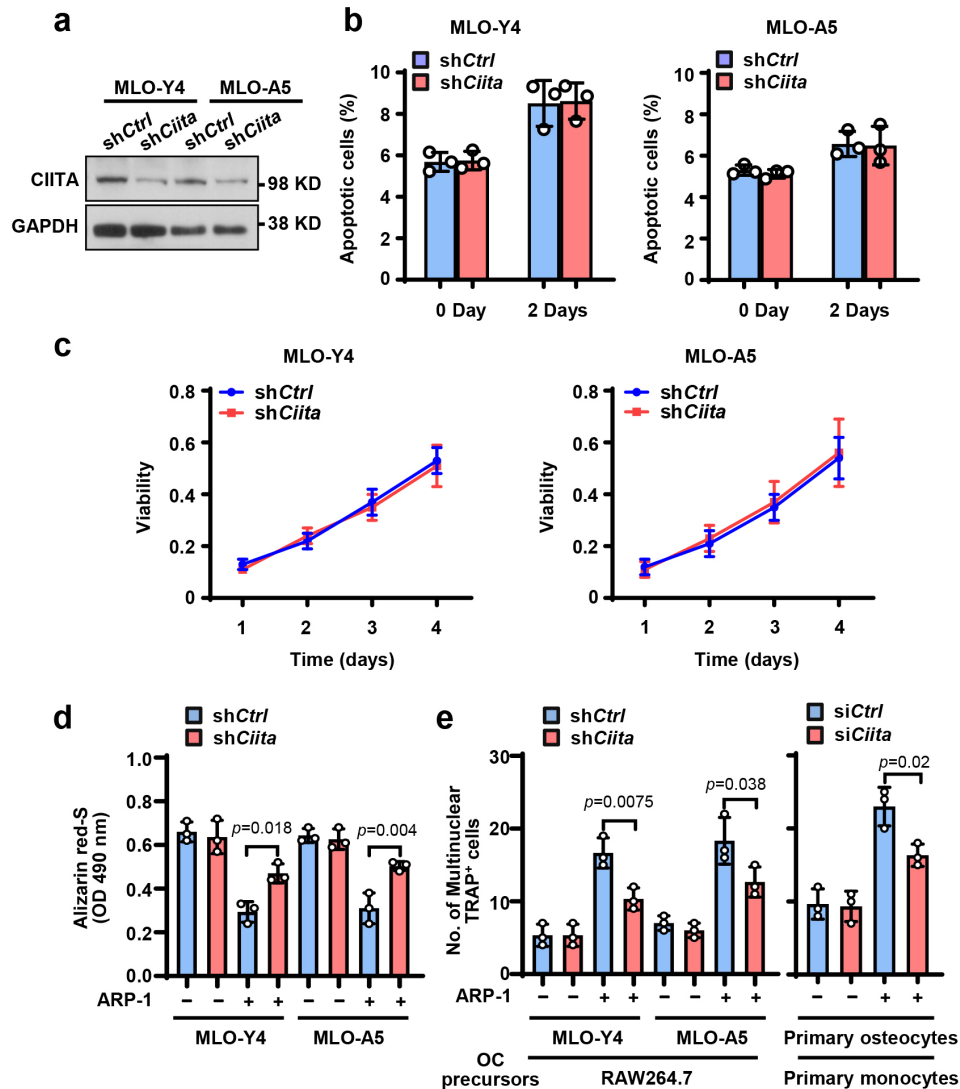 a
MLO-Y4 MLO-A5
shCtrl shCiita shCtrl shCiita
CIITA
98 KD
GAPDH
38 KD
b
MLO-Y4
shCtrl
shCiita
Apoptotic cells (%)
10
8
6
4
2
0
0 Day 2 Days
MLO-A5
shCtrl
shCiita
Apoptotic cells (%)
10
8
6
4
2
0
0 Day 2 Days
c
MLO-Y4
shCtrl
shCiita
Viability
0.8
0.6
0.4
0.2
0
1 2 3 4
Time (days)
MLO-A5
shCtrl
shCiita
Viability
0.8
0.6
0.4
0.2
0
1 2 3 4
Time (days)
d
shCtrl
shCiita
Alizarin red-S
(OD 490 nm)
1.0
0.8
0.6
0.4
0.2
0.0
p=0.018 p=0.004
ARP-1 − − + + − − + +
MLO-Y4 MLO-A5
e
shCtrl
shCiita
No. of Multinuclear
TRAP+ cells
30
20
10
0
p=0.0075 p=0.038
ARP-1 − − + + − − + +
MLO-Y4 MLO-A5
OC
precursors RAW264.7
siCtrl
siCiita
p=0.02
− − + +
Primary osteocytes
Primary monocytes